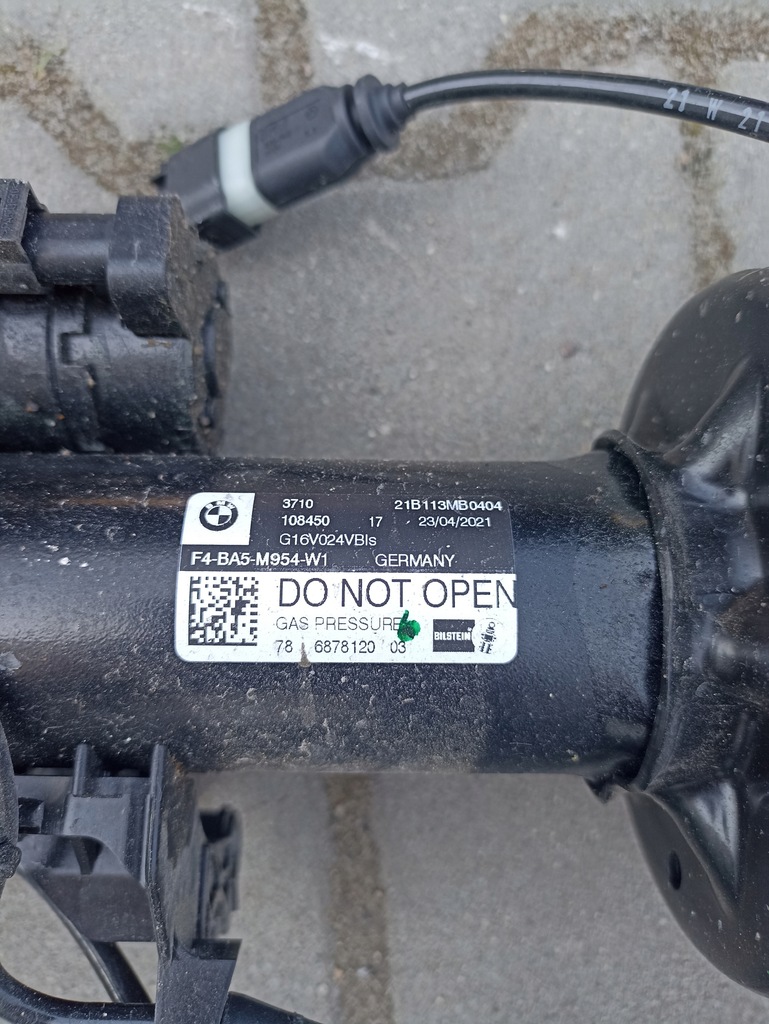 21 W 21
BMW
3710 21B113MB0404
108450 17 23/04/2021
G16V024VBIs
F4-BA5-M954-W1 GERMANY
DO NOT OPEN
GAS PRESSURE
78 6878120 03
BILSTEIN